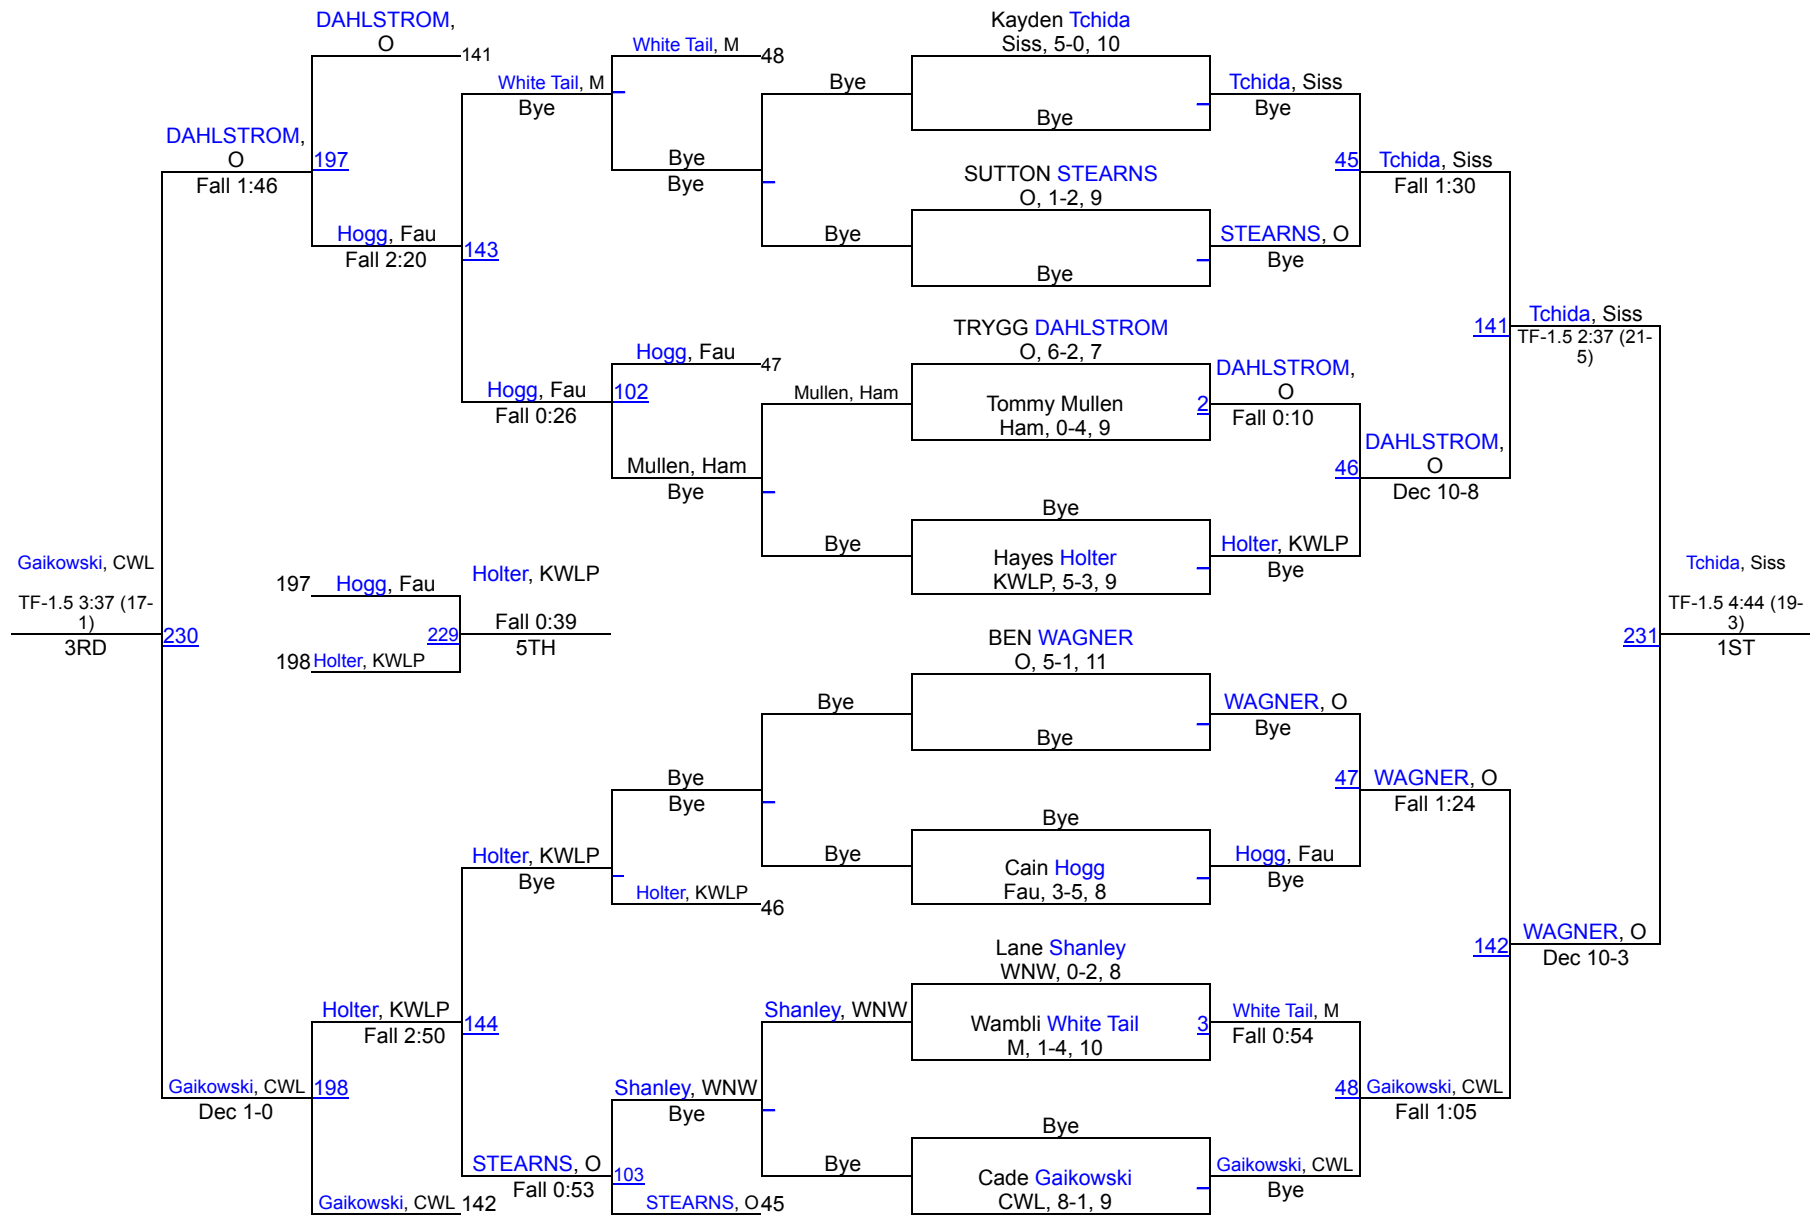 DAHLSTROM,
O
141
White Tail, M
Bye
White Tail, M
48
Bye
Kayden Tchida
Siss, 5-0, 10
Bye
Tchida, Siss
Bye
DAHLSTROM,
O
197
Fall 1:46
Bye
Bye
SUTTON STEARNS
O, 1-2, 9
45
Tchida, Siss
Fall 1:30
Hogg, Fau
143
Fall 2:20
Bye
Bye
STEARNS, O
Bye
Hogg, Fau
47
TRYGG DAHLSTROM
O, 6-2, 7
141
Tchida, Siss
TF-1.5 2:37 (21-
5)
Hogg, Fau
102
Fall 0:26
Mullen, Ham
Tommy Mullen
Ham, 0-4, 9
2
DAHLSTROM,
O
Fall 0:10
Mullen, Ham
Bye
46
DAHLSTROM,
O
Dec 10-8
Bye
Bye
Hayes Holter
KWLP, 5-3, 9
Holter, KWLP
Bye
Gaikowski, CWL
TF-1.5 3:37 (17-
1)
3RD
230
197
Hogg, Fau
198
Holter, KWLP
229
Holter, KWLP
Fall 0:39
5TH
Tchida, Siss
TF-1.5 4:44 (19-
3)
1ST
231
BEN WAGNER
O, 5-1, 11
Bye
Bye
WAGNER, O
Bye
Bye
Bye
47
WAGNER, O
Fall 1:24
Holter, KWLP
Bye
Holter, KWLP
46
Bye
Bye
Cain Hogg
Fau, 3-5, 8
Hogg, Fau
Bye
Lane Shanley
WNW, 0-2, 8
142
WAGNER, O
Dec 10-3
Holter, KWLP
144
Fall 2:50
Shanley, WNW
Wambli White Tail
M, 1-4, 10
3
White Tail, M
Fall 0:54
Gaikowski, CWL
198
Dec 1-0
Shanley, WNW
Bye
48
Gaikowski, CWL
Fall 1:05
STEARNS, O
103
Fall 0:53
Bye
Bye
Cade Gaikowski
CWL, 8-1, 9
Gaikowski, CWL
Bye
Gaikowski, CWL
142
STEARNS, O
45